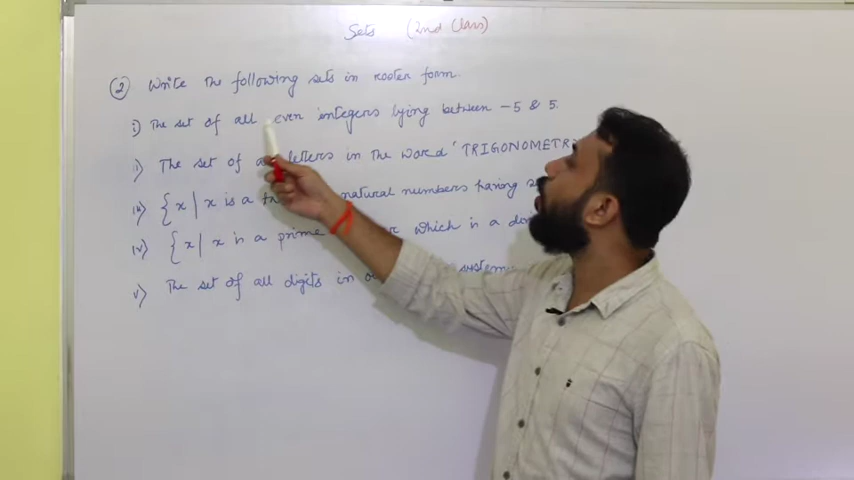 Sets (2nd Class)
② Write the following sets in roster form.
i) The set of all even integers lying between -5 & 5.
ii) The set of letters in the word 'TRIGONOMETRY
iii) {x | x is a natural numbers having
iv) {x | x is a prime which is a
v) The set of all digits in system